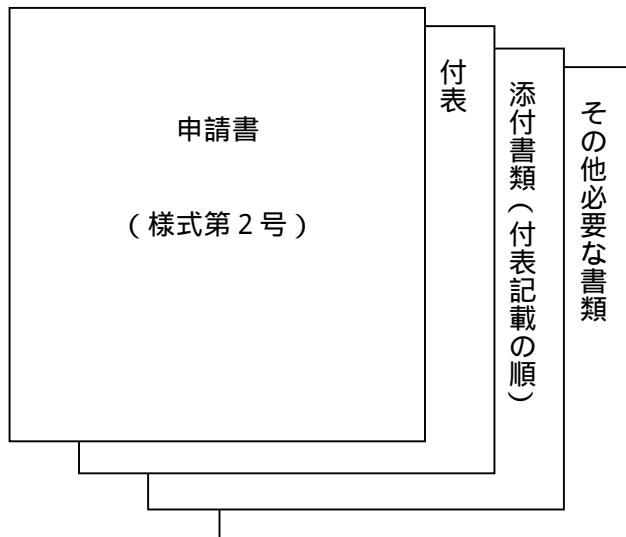 申請書
（様式第２号）
付表
添付書類（付表記載の順）
その他必要な書類